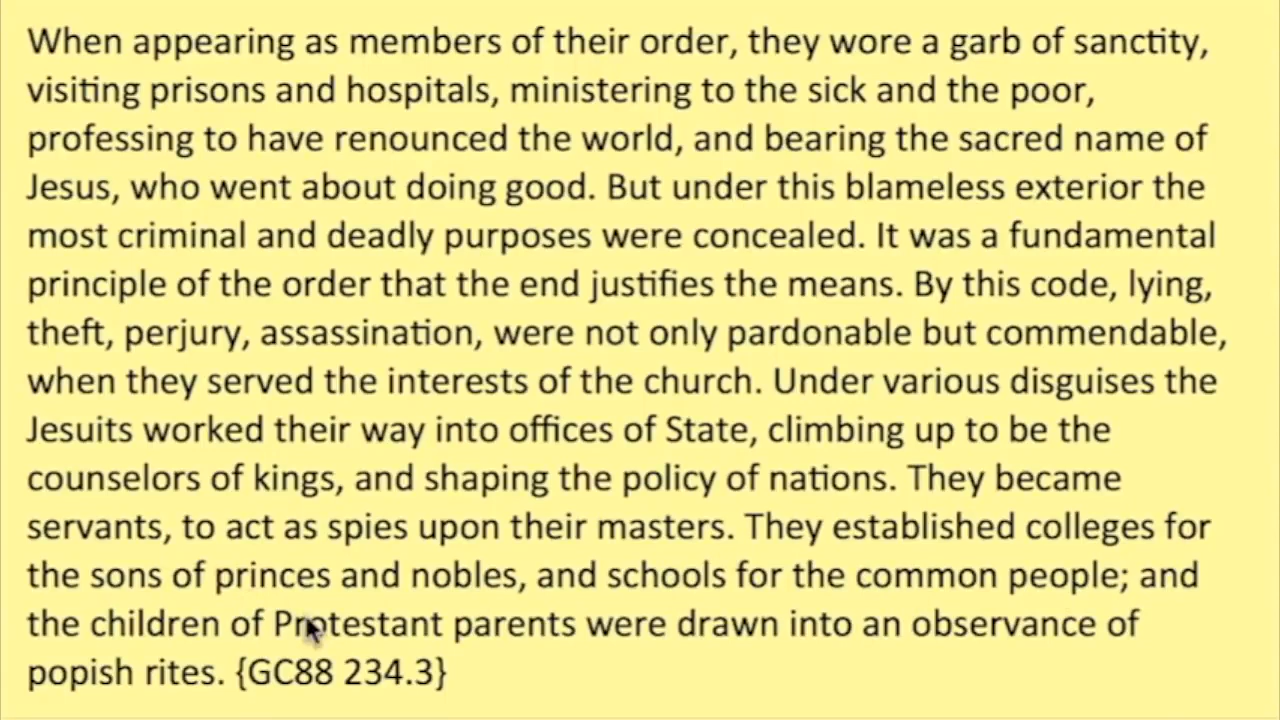 When appearing as members of their order, they wore a garb of sanctity,
visiting prisons and hospitals, ministering to the sick and the poor,
professing to have renounced the world, and bearing the sacred name of
Jesus, who went about doing good. But under this blameless exterior the
most criminal and deadly purposes were concealed. It was a fundamental
principle of the order that the end justifies the means. By this code, lying,
theft, perjury, assassination, were not only pardonable but commendable,
when they served the interests of the church. Under various disguises the
Jesuits worked their way into offices of State, climbing up to be the
counselors of kings, and shaping the policy of nations. They became
servants, to act as spies upon their masters. They established colleges for
the sons of princes and nobles, and schools for the common people; and
the children of Protestant parents were drawn into an observance of
popish rites. {GC88 234.3}